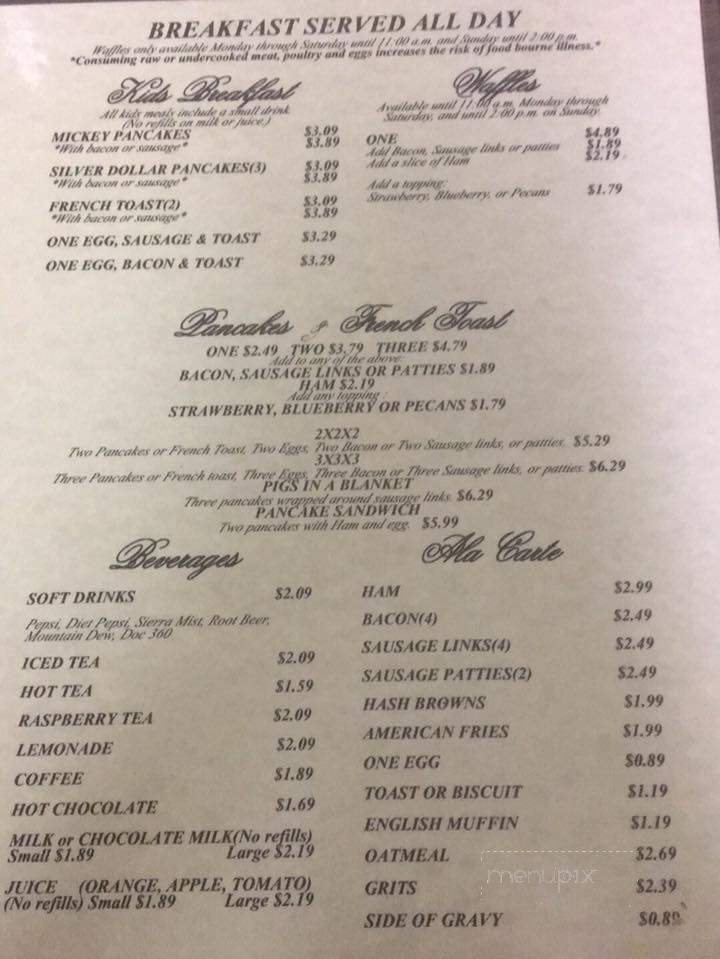 BREAKFAST SERVED ALL DAY
Waffles only available Monday through Saturday until 11:00 a.m. and Sunday until 2:00 p.m.
*Consuming raw or undercooked meat, poultry and eggs increases the risk of food bourne illness.*
Kids Breakfast
All kids meals include a small drink
(No refills on milk or juice.)
MICKEY PANCAKES $3.09
*With bacon or sausage* $3.89
SILVER DOLLAR PANCAKES(3) $3.09
*With bacon or sausage* $3.89
FRENCH TOAST(2) $3.09
*With bacon or sausage* $3.89
ONE EGG, SAUSAGE & TOAST $3.29
ONE EGG, BACON & TOAST $3.29
Waffles
Available until 11:00 a.m. Monday through
Saturday, and until 2:00 p.m. on Sunday.
ONE $4.89
Add Bacon, Sausage links or patties $1.89
Add a slice of Ham $2.19
Add a topping:
Strawberry, Blueberry, or Pecans $1.79
Pancakes & French Toast
ONE $2.49 TWO $3.79 THREE $4.79
Add to any of the above:
BACON, SAUSAGE LINKS OR PATTIES $1.89
HAM $2.19
Add any topping :
STRAWBERRY, BLUEBERRY OR PECANS $1.79
2X2X2
Two Pancakes or French Toast, Two Eggs, Two Bacon or Two Sausage links, or patties. $5.29
3X3X3
Three Pancakes or French toast, Three Eggs, Three Bacon or Three Sausage links, or patties. $6.29
PIGS IN A BLANKET
Three pancakes wrapped around sausage links. $6.29
PANCAKE SANDWICH
Two pancakes with Ham and egg. $5.99
Beverages
SOFT DRINKS $2.09
Pepsi, Diet Pepsi, Sierra Mist, Root Beer,
Mountain Dew, Doc 360
ICED TEA $2.09
HOT TEA $1.59
RASPBERRY TEA $2.09
LEMONADE $2.09
COFFEE $1.89
HOT CHOCOLATE $1.69
MILK or CHOCOLATE MILK(No refills)
Small $1.89 Large $2.19
JUICE (ORANGE, APPLE, TOMATO)
(No refills) Small $1.89 Large $2.19
Ala Carte
HAM $2.99
BACON(4) $2.49
SAUSAGE LINKS(4) $2.49
SAUSAGE PATTIES(2) $2.49
HASH BROWNS $1.99
AMERICAN FRIES $1.99
ONE EGG $0.89
TOAST OR BISCUIT $1.19
ENGLISH MUFFIN $1.19
OATMEAL $2.69
menupix
GRITS $2.39
SIDE OF GRAVY $0.89